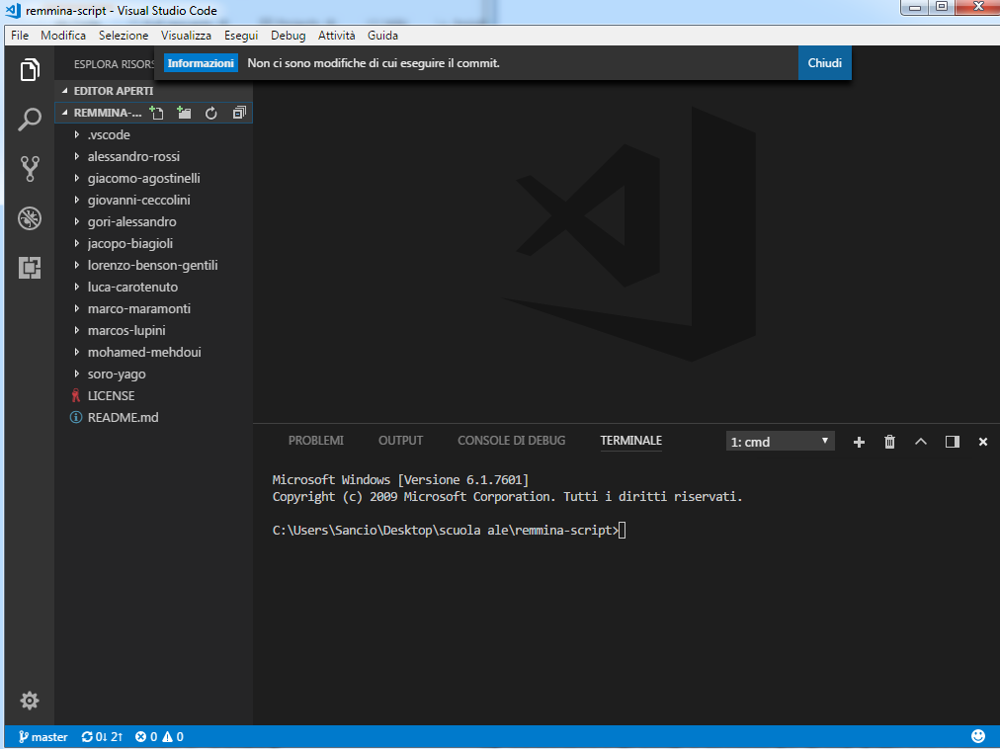 remmina-script - Visual Studio Code
File Modifica Selezione Visualizza Esegui Debug Attività Guida
ESPLORA RISORS
Informazioni Non ci sono modifiche di cui eseguire il commit. Chiudi
EDITOR APERTI
REMMINA-...
.vscode
alessandro-rossi
giacomo-agostinelli
giovanni-ceccolini
gori-alessandro
jacopo-biagioli
lorenzo-benson-gentili
luca-carotenuto
marco-maramonti
marcos-lupini
mohamed-mehdoui
soro-yago
LICENSE
README.md
PROBLEMI OUTPUT CONSOLE DI DEBUG TERMINALE 1: cmd
Microsoft Windows [Versione 6.1.7601]
Copyright (c) 2009 Microsoft Corporation. Tutti i diritti riservati.
C:\Users\Sancio\Desktop\scuola ale\remmina-script>
master 0↓ 2↑ 0 0